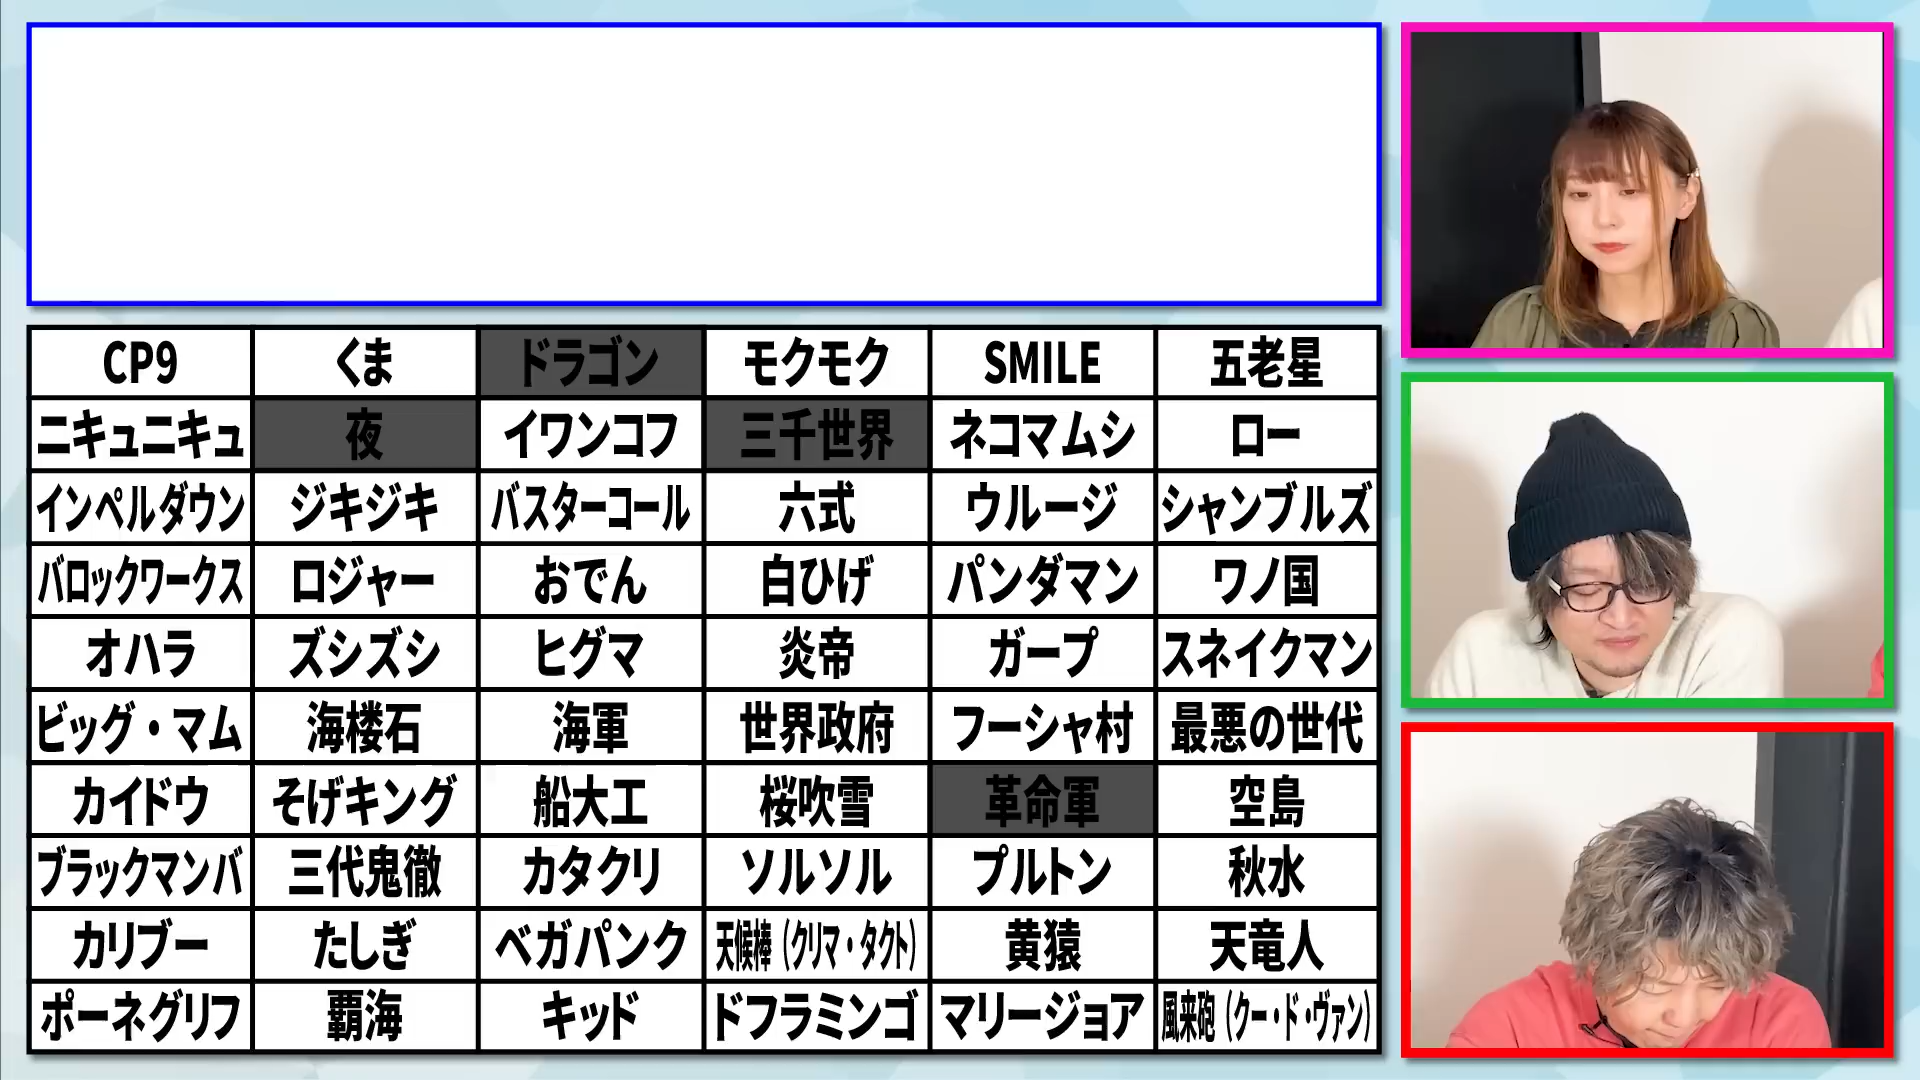 CP9 くま ドラゴン モクモク SMILE 五老星
ニキュニキュ 夜 イワンコフ 三千世界 ネコマムシ ロー
インペルダウン ジキジキ バスターコール 六式 ウルージ シャンブルズ
バロックワークス ロジャー おでん 白ひげ パンダマン ワノ国
オハラ ズシズシ ヒグマ 炎帝 ガープ スネイクマン
ビッグ・マム 海楼石 海軍 世界政府 フーシャ村 最悪の世代
カイドウ そげキング 船大工 桜吹雪 革命軍 空島
ブラックマンバ 三代鬼徹 カタクリ ソルソル プルトン 秋水
カリブー たしぎ ベガパンク 天候棒（クリマ・タクト） 黄猿 天竜人
ポーネグリフ 覇海 キッド ドフラミンゴ マリージョア 風来砲（クー・ド・ヴァン）